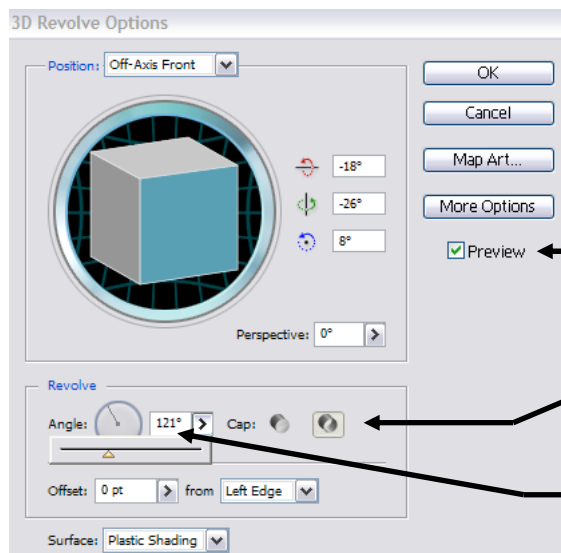 3D Revolve Options
Position: Off-Axis Front
OK
Cancel
Map Art...
More Options
Preview
-18°
-26°
8°
Perspective: 0°
Revolve
Angle: 121° Cap:
Offset: 0 pt from Left Edge
Surface: Plastic Shading